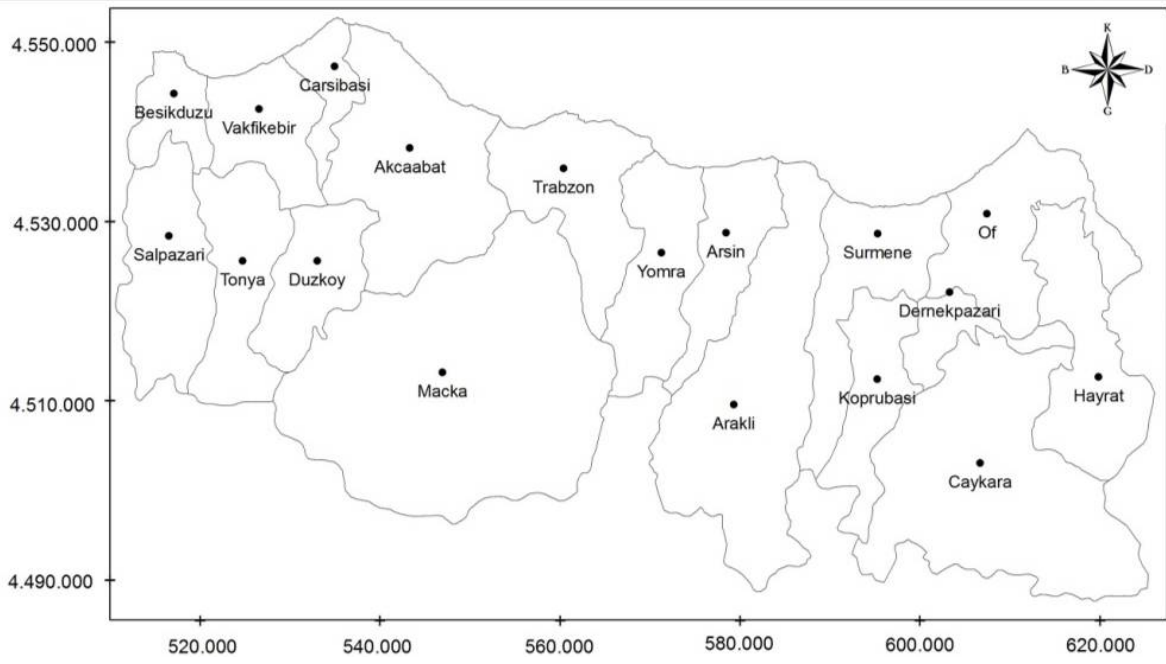 4.550.000
K
B
D
G
Carsibasi
Besikduzu
Vakfikebir
Akcaabat
Trabzon
4.530.000
Of
Salpazari
Tonya
Duzkoy
Yomra
Arsin
Surmene
Dernekpazari
4.510.000
Macka
Koprubasi
Hayrat
Arakli
Caykara
4.490.000
520.000
540.000
560.000
580.000
600.000
620.000